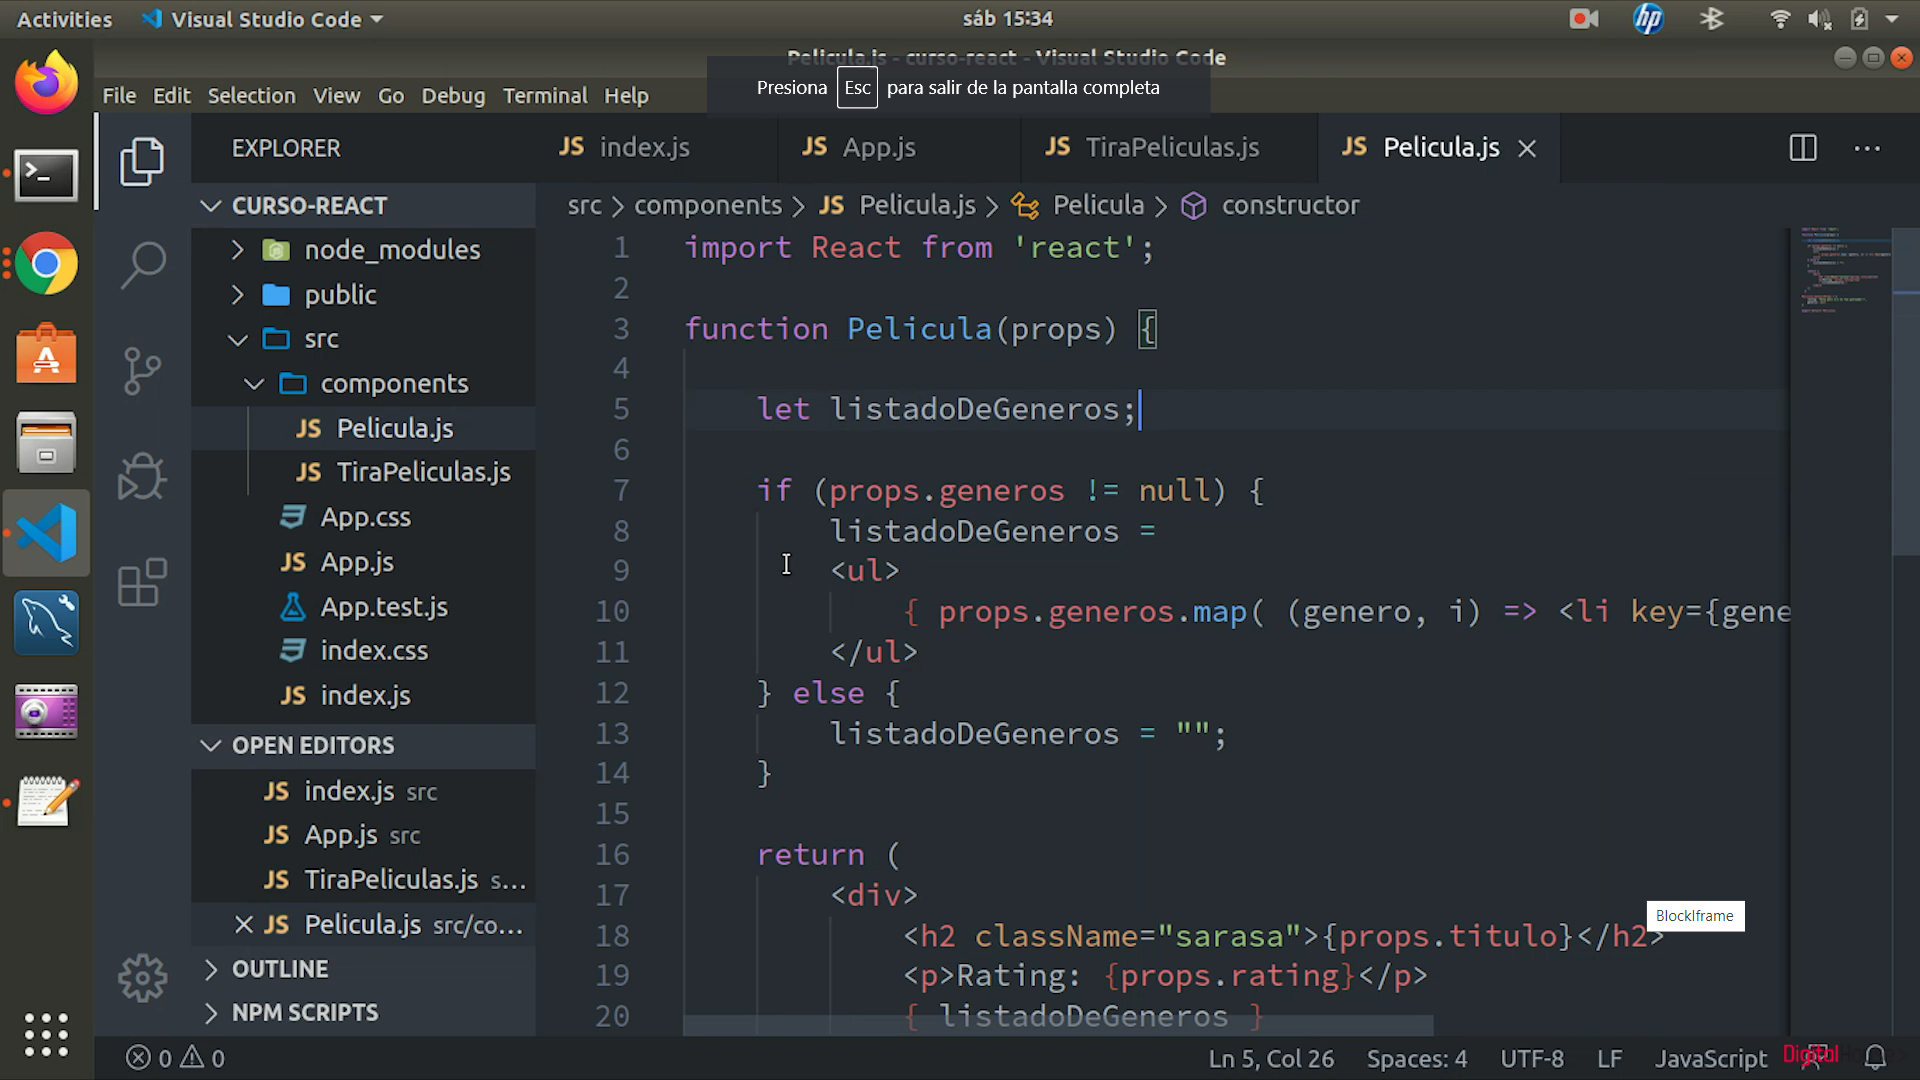 Activities
Visual Studio Code
sáb 15:34
hp
Pelicula.js - curso-react - Visual Studio Code
Presiona Esc para salir de la pantalla completa
File Edit Selection View Go Debug Terminal Help
EXPLORER
JS index.js
JS App.js
JS TiraPeliculas.js
JS Pelicula.js
CURSO-REACT
node_modules
public
src
components
JS Pelicula.js
JS TiraPeliculas.js
App.css
JS App.js
App.test.js
index.css
JS index.js
OPEN EDITORS
JS index.js src
JS App.js src
JS TiraPeliculas.js s...
JS Pelicula.js src/co...
OUTLINE
NPM SCRIPTS
src > components > JS Pelicula.js > Pelicula > constructor
1 import React from 'react';
2
3 function Pelicula(props) {
4
5 let listadoDeGeneros;
6
7 if (props.generos != null) {
8 listadoDeGeneros =
9 <ul>
10 { props.generos.map( (genero, i) => <li key={gene
11 </ul>
12 } else {
13 listadoDeGeneros = "";
14 }
15
16 return (
17 <div>
18 <h2 className="sarasa">{props.titulo}</h2>
19 <p>Rating: {props.rating}</p>
20 { listadoDeGeneros }
BlockIframe
0 0
Ln 5, Col 26 Spaces: 4 UTF-8 LF JavaScript